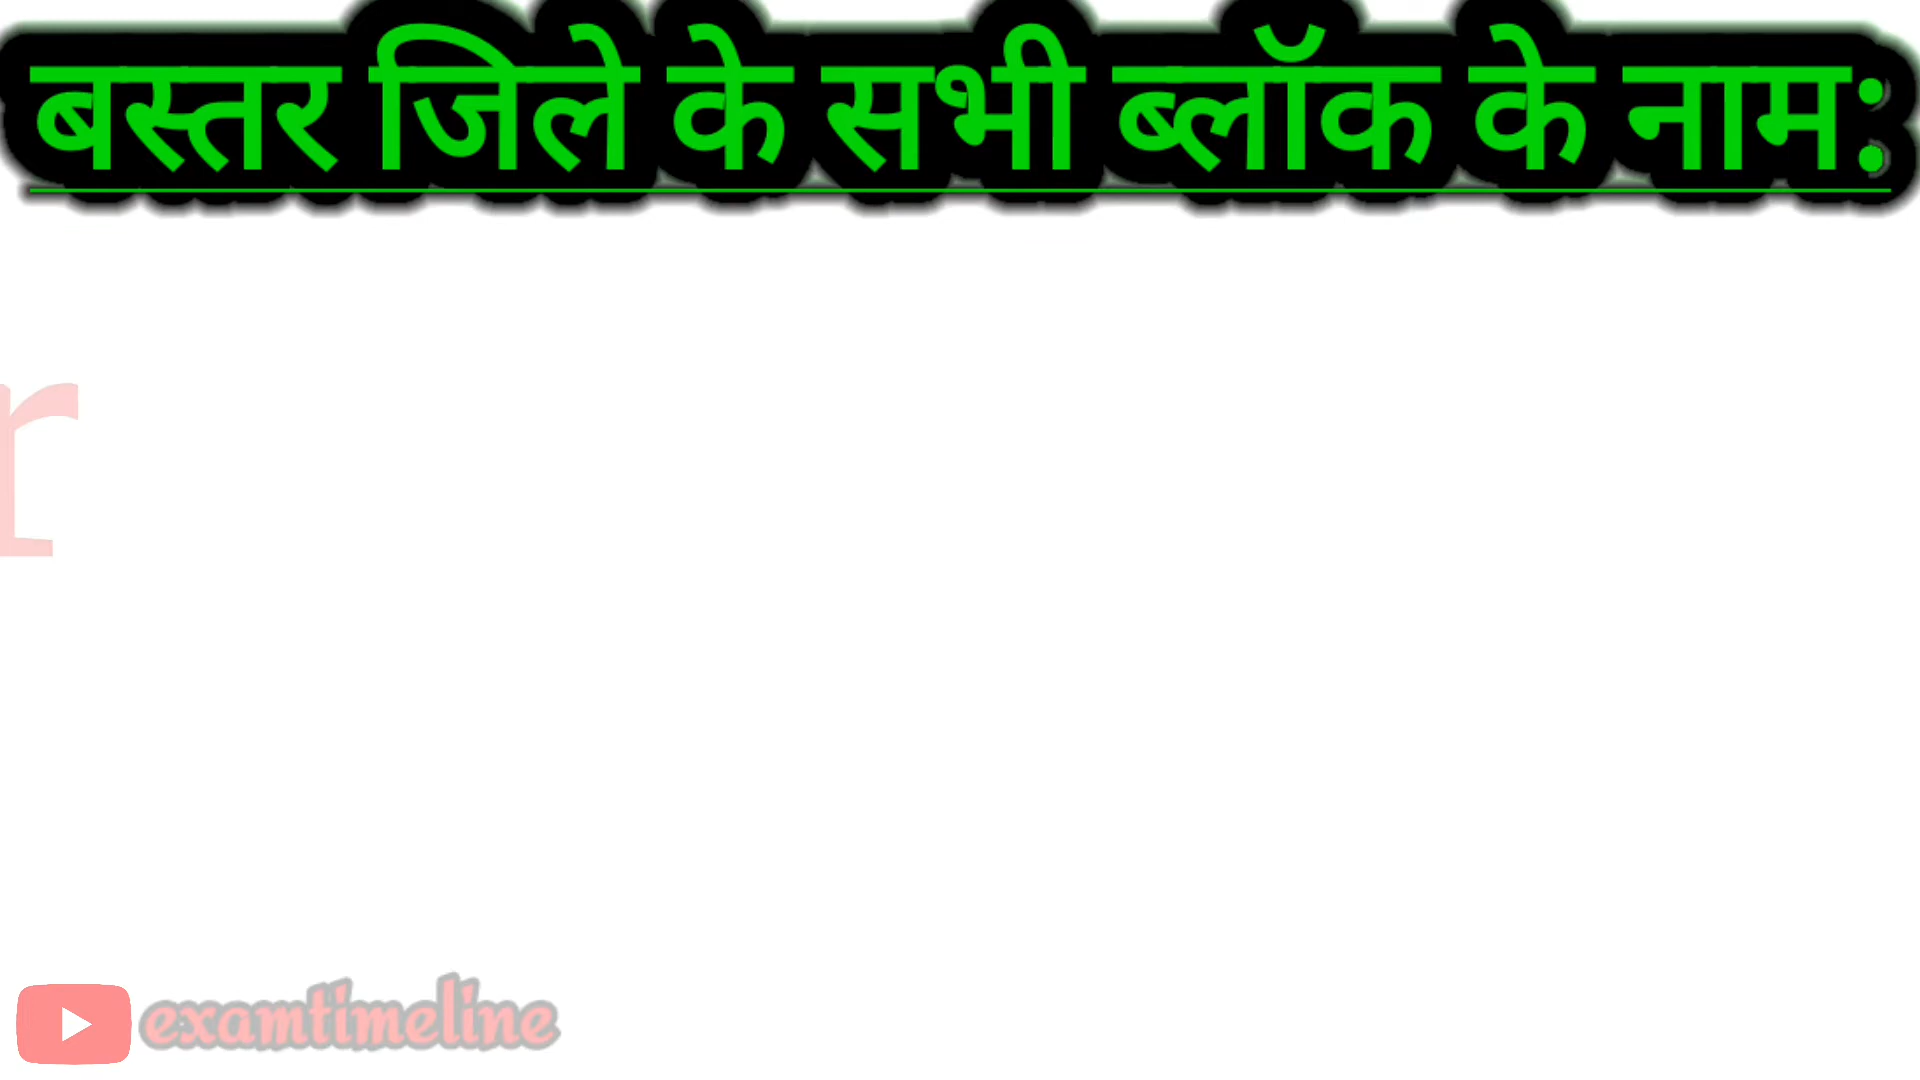 बस्तर जिले के सभी ब्लॉक के नाम:
r
examtimeline